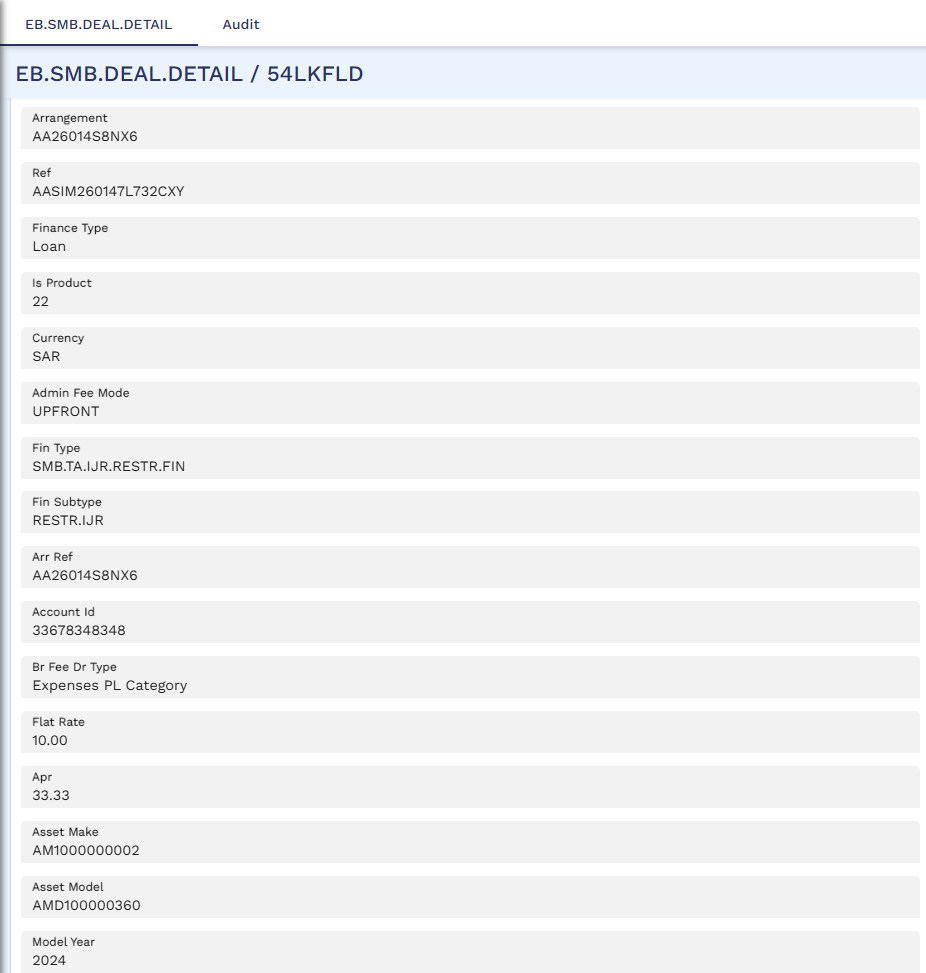 EB.SMB.DEAL.DETAIL
Audit
EB.SMB.DEAL.DETAIL / 54LKFLD
Arrangement
AA26014S8NX6
Ref
AASIM260147L732CXY
Finance Type
Loan
Is Product
22
Currency
SAR
Admin Fee Mode
UPFRONT
Fin Type
SMB.TA.IJR.RESTR.FIN
Fin Subtype
RESTR.IJR
Arr Ref
AA26014S8NX6
Account Id
33678348348
Br Fee Dr Type
Expenses PL Category
Flat Rate
10.00
Apr
33.33
Asset Make
AM1000000002
Asset Model
AMD100000360
Model Year
2024